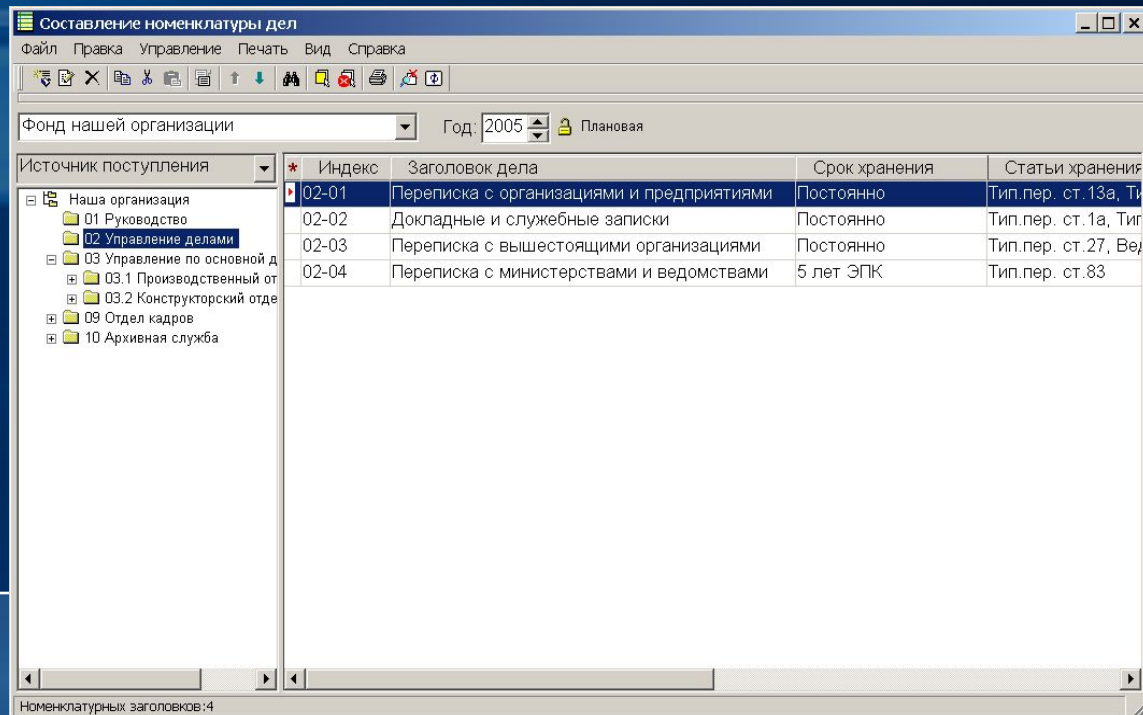 Составление номенклатуры дел
Файл Правка Управление Печать Вид Справка
Фонд нашей организации Год: 2005 Плановая
Источник поступления
* Индекс Заголовок дела Срок хранения Статьи хранения
Наша организация
01 Руководство
02 Управление делами
03 Управление по основной д
03.1 Производственный от
03.2 Конструкторский отде
09 Отдел кадров
10 Архивная служба
02-01 Переписка с организациями и предприятиями Постоянно Тип.пер. ст.13а, Ти
02-02 Докладные и служебные записки Постоянно Тип.пер. ст.1а, Тип
02-03 Переписка с вышестоящими организациями Постоянно Тип.пер. ст.27, Вед
02-04 Переписка с министерствами и ведомствами 5 лет ЭПК Тип.пер. ст.83
Номенклатурных заголовков:4